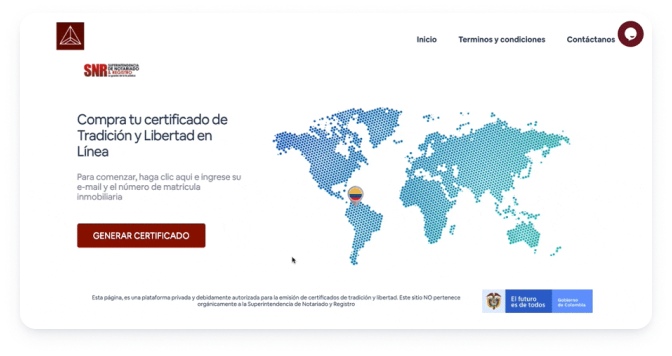 Inicio
Terminos y condiciones
Contáctanos
SNR SUPERINTENDENCIA
DE NOTARIADO
& REGISTRO
Compra tu certificado de
Tradición y Libertad en
Línea
Para comenzar, haga clic aqui e ingrese su
e-mail y el número de matricula
inmobiliaria
GENERAR CERTIFICADO
Esta página, es una plataforma privada y debidamente autorizada para la emisión de certificados de tradición y libertad. Este sitio NO pertenece
orgánicamente a la Superintendencia de Notariado y Registro
El futuro
es de todos
Gobierno
de Colombia